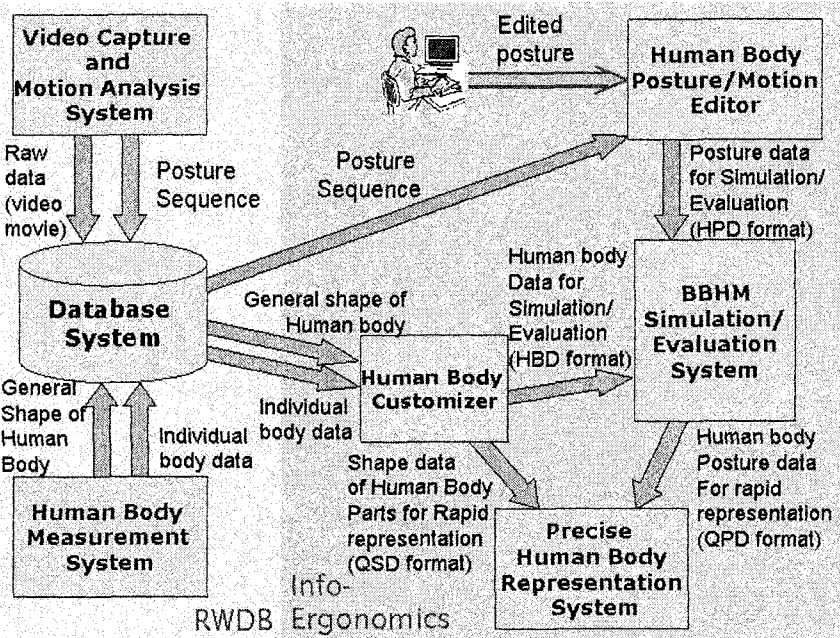 Video Capture
and
Motion Analysis
System
Raw
data
(video
movie)
Posture
Sequence
Edited
posture
Human Body
Posture/Motion
Editor
Posture
Sequence
Posture data
for Simulation/
Evaluation
(HPD format)
Database
System
General shape of
Human body
Human body
Data for
Simulation/
Evaluation
(HBD format)
BBHM
Simulation/
Evaluation
System
Human Body
Customizer
Individual
body data
General
Shape of
Human
Body
Individual
body data
Human Body
Measurement
System
Shape data
of Human Body
Parts for Rapid
representation
(QSD format)
Human body
Posture data
For rapid
representation
(QPD format)
Precise
Human Body
Representation
System
Info-
RWDB Ergonomics